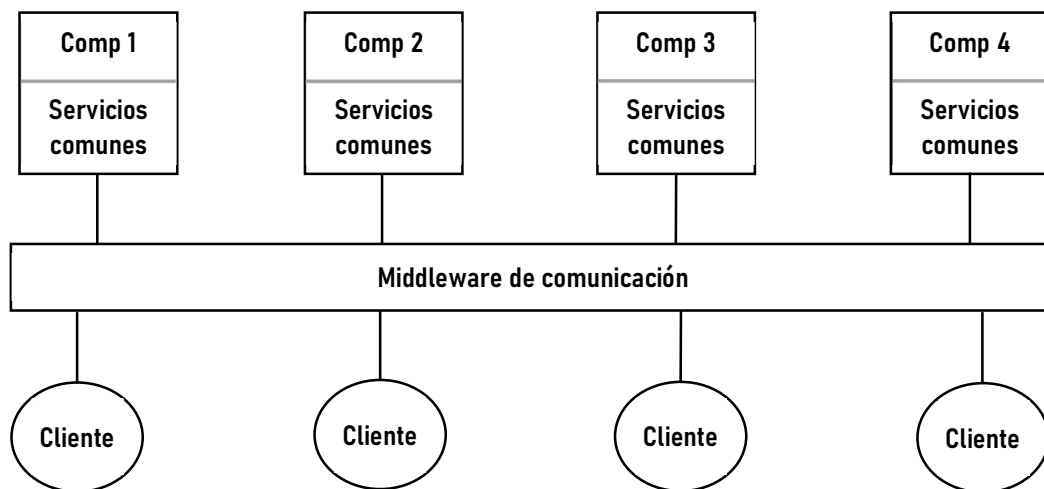 Comp 1
Servicios
comunes
Comp 2
Servicios
comunes
Comp 3
Servicios
comunes
Comp 4
Servicios
comunes
Middleware de comunicación
Cliente
Cliente
Cliente
Cliente